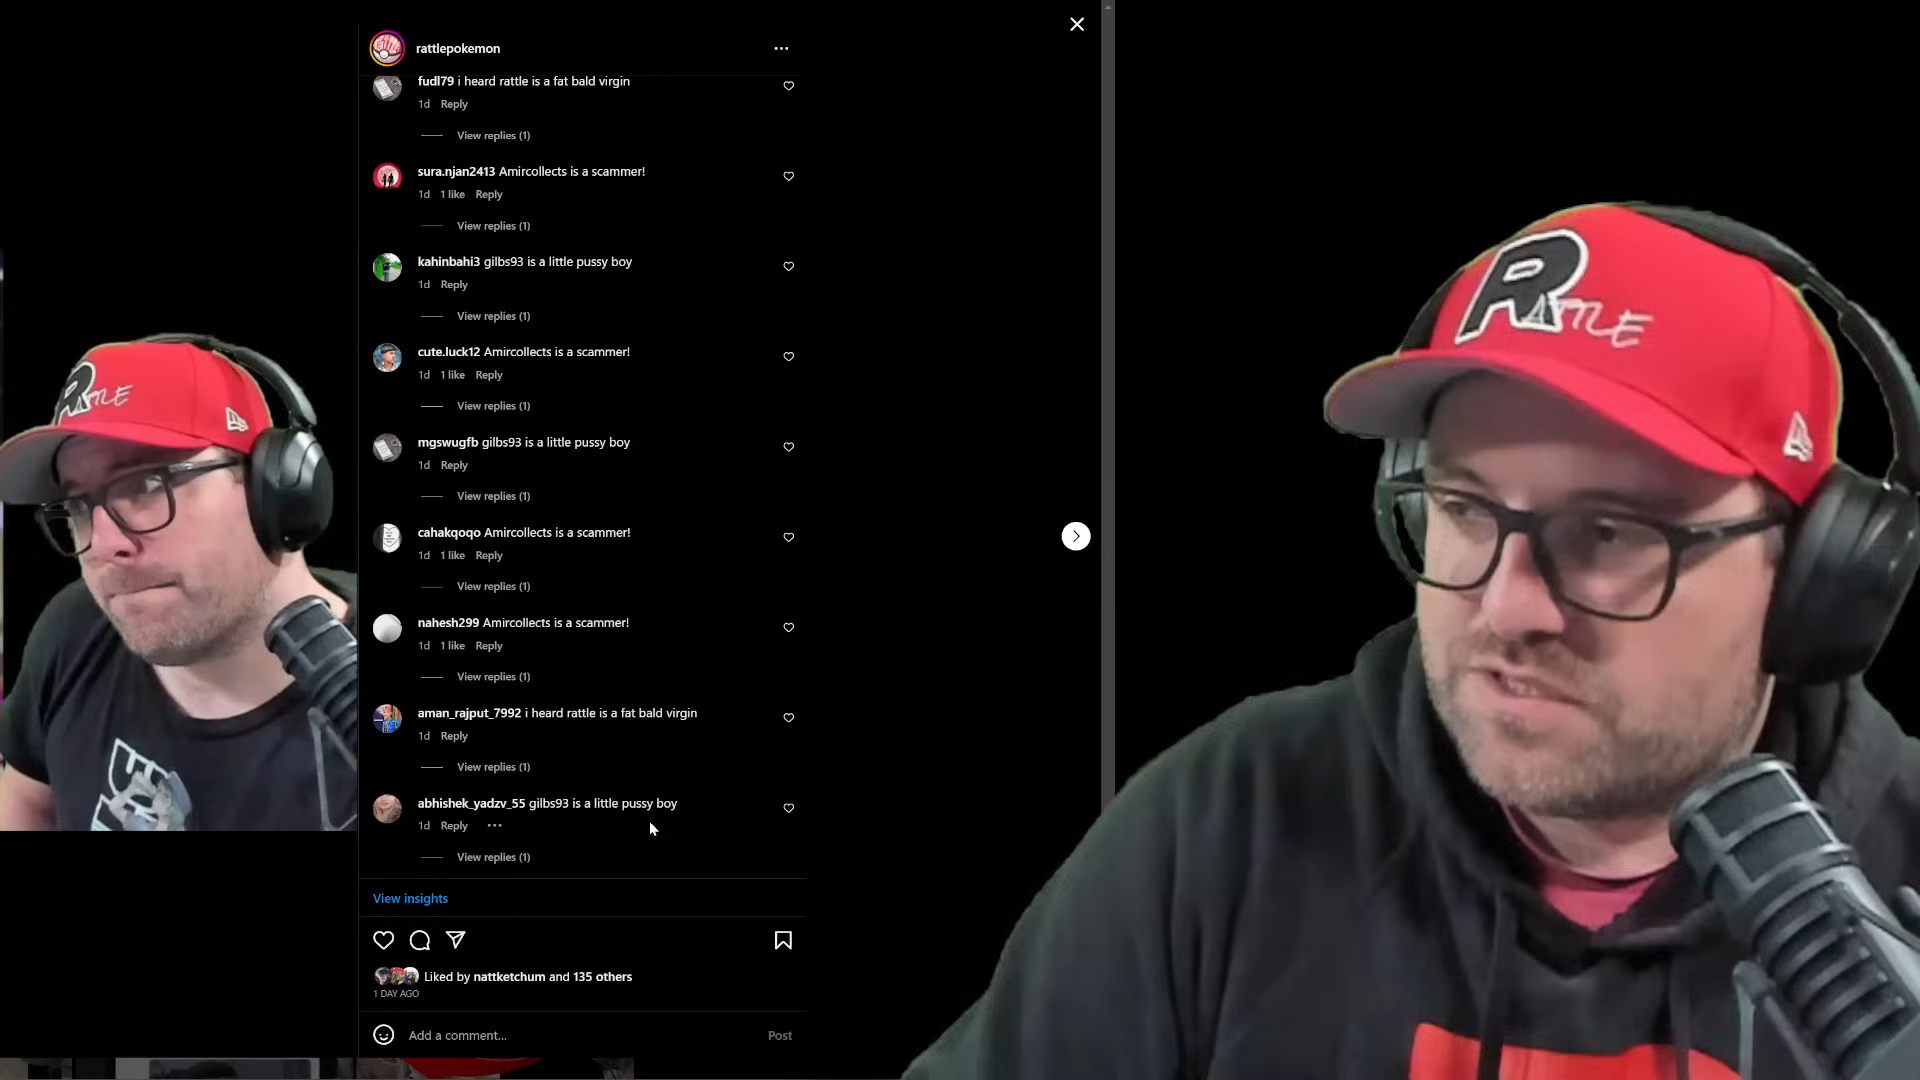 rattlepokemon
fudl79 i heard rattle is a fat bald virgin
1d Reply
View replies (1)
sura.njan2413 Amircollects is a scammer!
1d 1 like Reply
View replies (1)
kahinbahi3 gilbs93 is a little pussy boy
1d Reply
View replies (1)
cute.luck12 Amircollects is a scammer!
1d 1 like Reply
View replies (1)
mgswugfb gilbs93 is a little pussy boy
1d Reply
View replies (1)
cahakqoqo Amircollects is a scammer!
1d 1 like Reply
View replies (1)
nahesh299 Amircollects is a scammer!
1d 1 like Reply
View replies (1)
aman_rajput_7992 i heard rattle is a fat bald virgin
1d Reply
View replies (1)
abhishek_yadzv_55 gilbs93 is a little pussy boy
1d Reply
View replies (1)
View insights
Liked by nattketchum and 135 others
1 DAY AGO
Add a comment...
Post
RATTLE
RATTLE